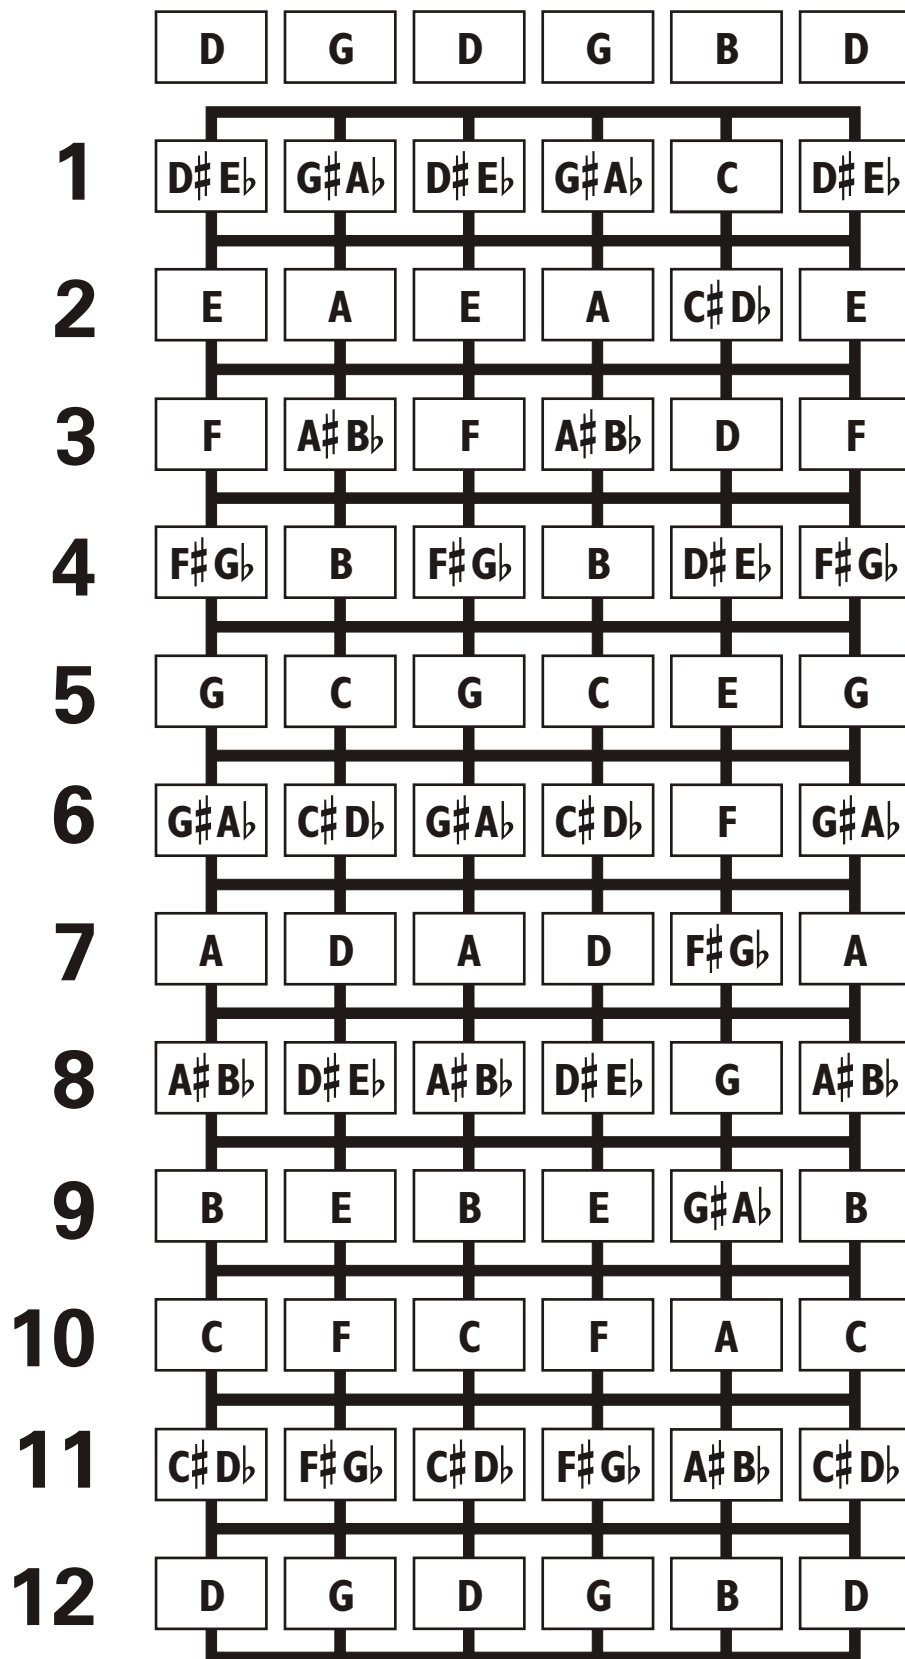 D G D G B D
1 D♯E♭ G♯A♭ D♯E♭ G♯A♭ C D♯E♭
2 E A E A C♯D♭ E
3 F A♯B♭ F A♯B♭ D F
4 F♯G♭ B F♯G♭ B D♯E♭ F♯G♭
5 G C G C E G
6 G♯A♭ C♯D♭ G♯A♭ C♯D♭ F G♯A♭
7 A D A D F♯G♭ A
8 A♯B♭ D♯E♭ A♯B♭ D♯E♭ G A♯B♭
9 B E B E G♯A♭ B
10 C F C F A C
11 C♯D♭ F♯G♭ C♯D♭ F♯G♭ A♯B♭ C♯D♭
12 D G D G B D